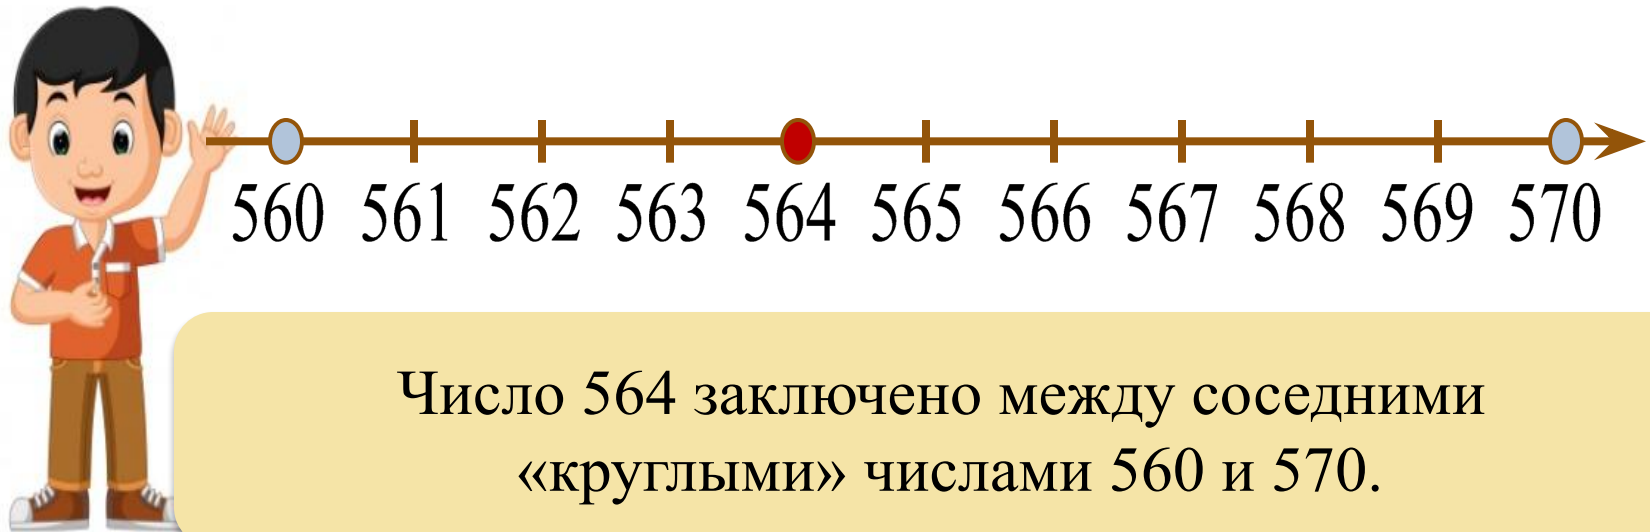 560 561 562 563 564 565 566 567 568 569 570
Число 564 заключено между соседними
«круглыми» числами 560 и 570.